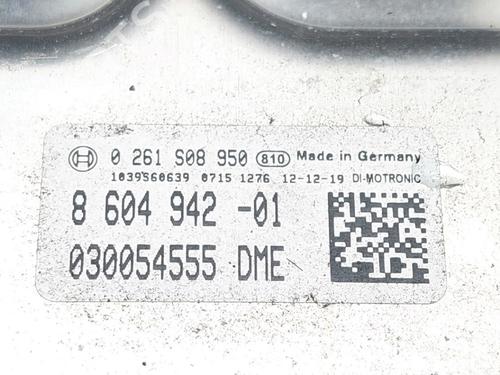 0 261 S08 950 810 Made in Germany
1039S60639 0715 1276 12-12-19 DI-MOTRONIC
8 604 942 -01
030054555 DME